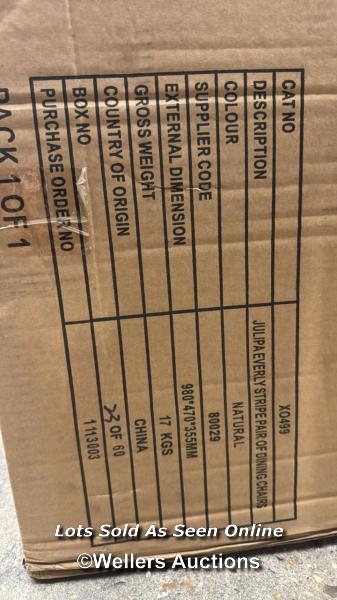 CAT NO XO499
DESCRIPTION JULIPA EVERLY STRIPE PAIR OF DINING CHAIRS
COLOUR NATURAL
SUPPLIER CODE 80029
EXTERNAL DIMENSION 980*470*355MM
GROSS WEIGHT 17 KGS
COUNTRY OF ORIGIN CHINA
BOX NO 23 OF 60
PURCHASE ORDER NO 1113003
PACK 1 OF 1
Lots Sold As Seen Online
©Wellers Auctions